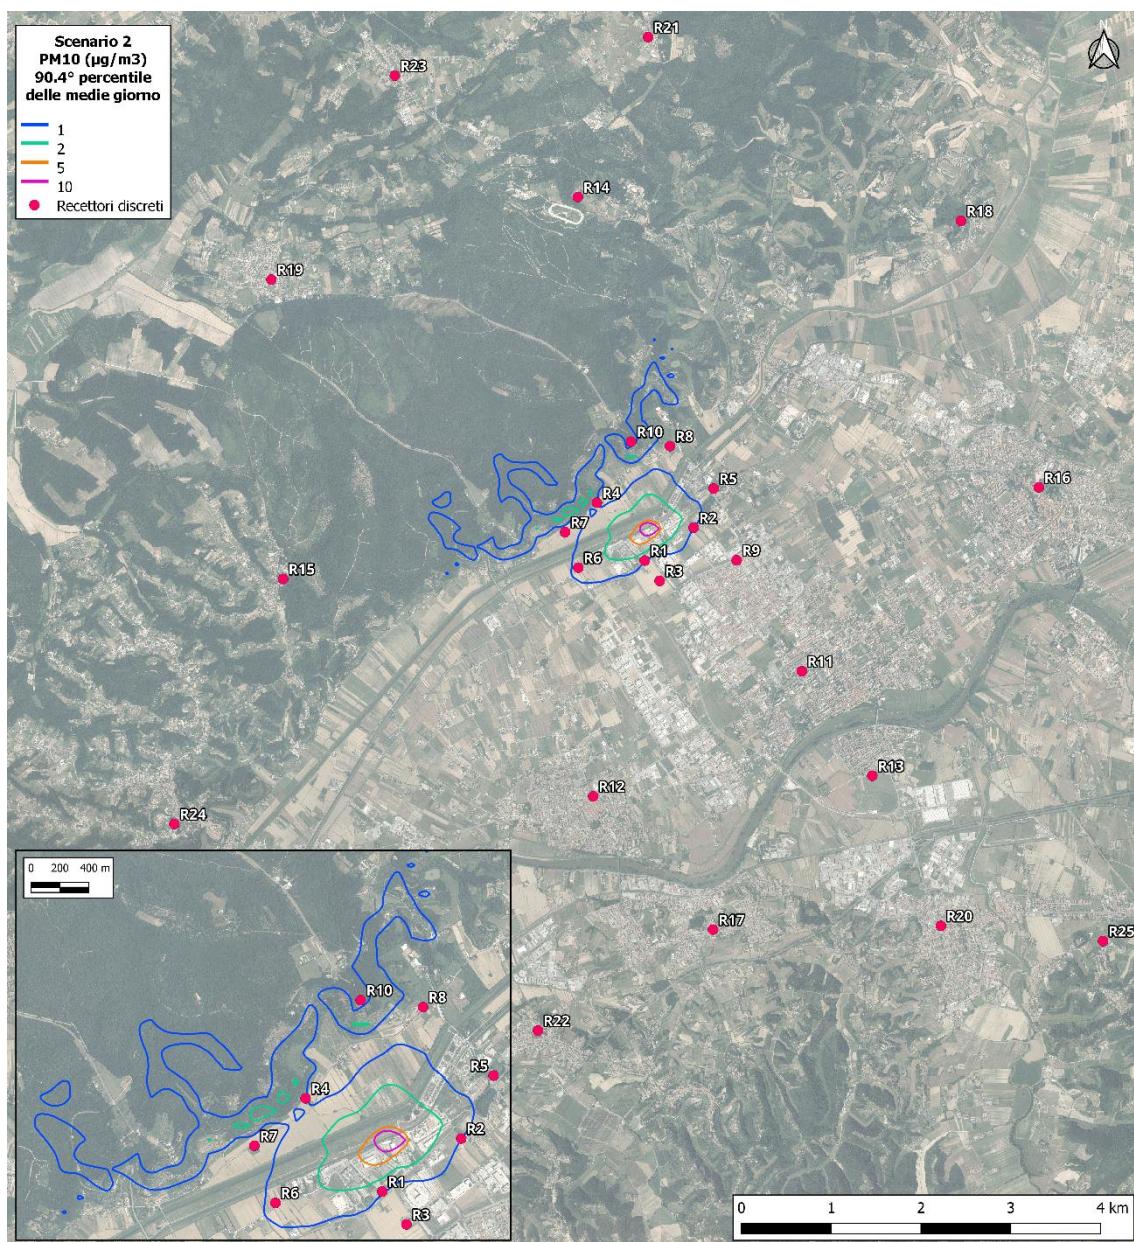 Scenario 2
PM10 (µg/m3)
90.4° percentile
delle medie giorno
1
2
5
10
Recettori discreti
N
R21
R23
R14
R18
R19
R10
R8
R4
R5
R16
R7
R2
R6
R1
R9
R3
R15
R11
R13
R12
R24
R17
R20
R25
R22
0 200 400 m
R10
R8
R5
R4
R2
R7
R1
R6
R3
0 1 2 3 4 km